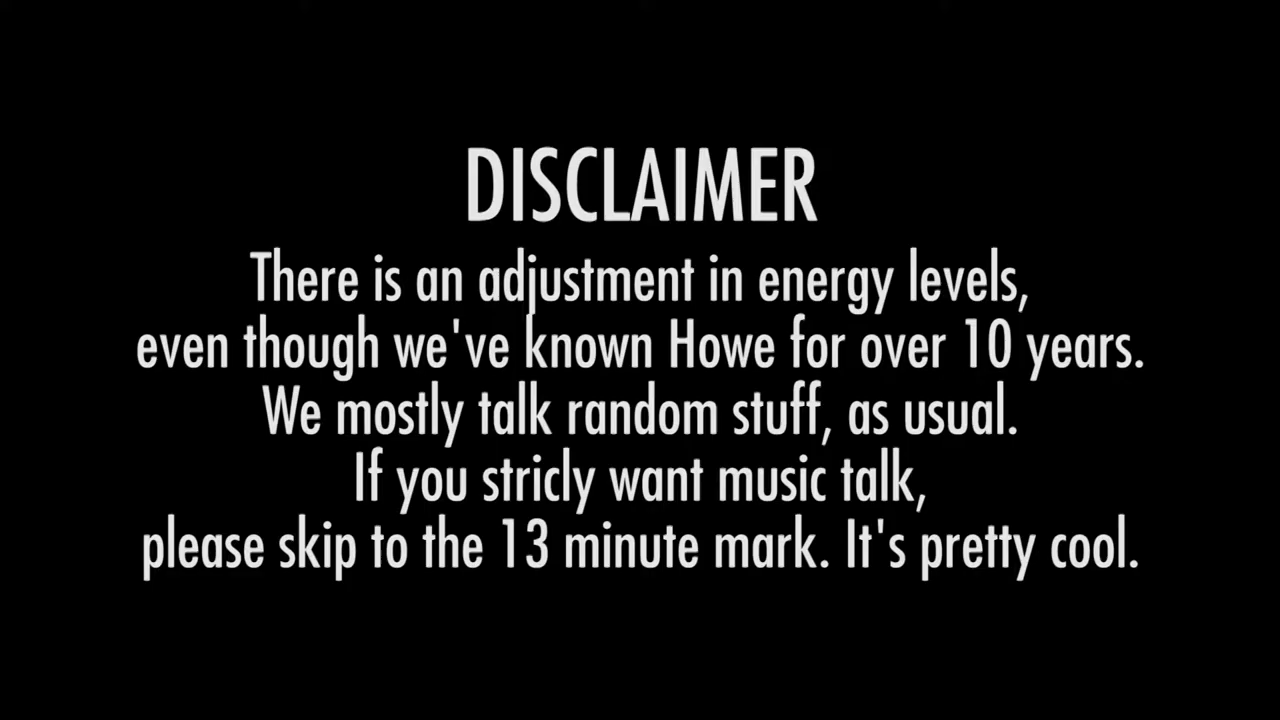 DISCLAIMER
There is an adjustment in energy levels,
even though we've known Howe for over 10 years.
We mostly talk random stuff, as usual.
If you stricly want music talk,
please skip to the 13 minute mark. It's pretty cool.